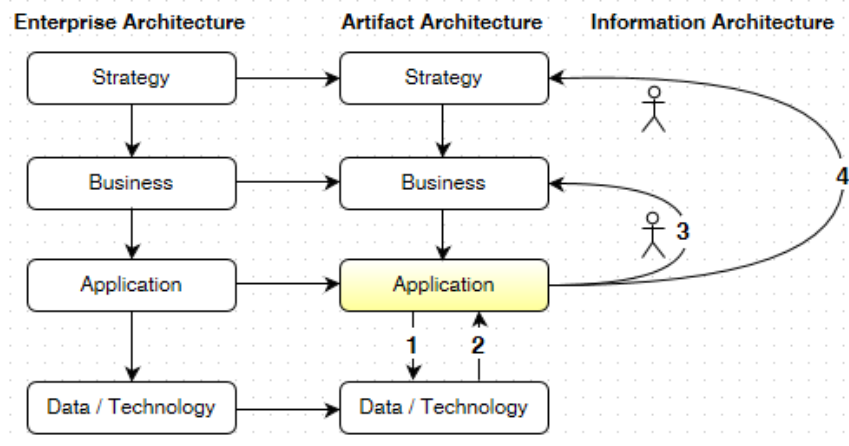 Enterprise Architecture Artifact Architecture Information Architecture
Strategy Strategy
Business Business
4
3
Application Application
1 2
Data / Technology Data / Technology